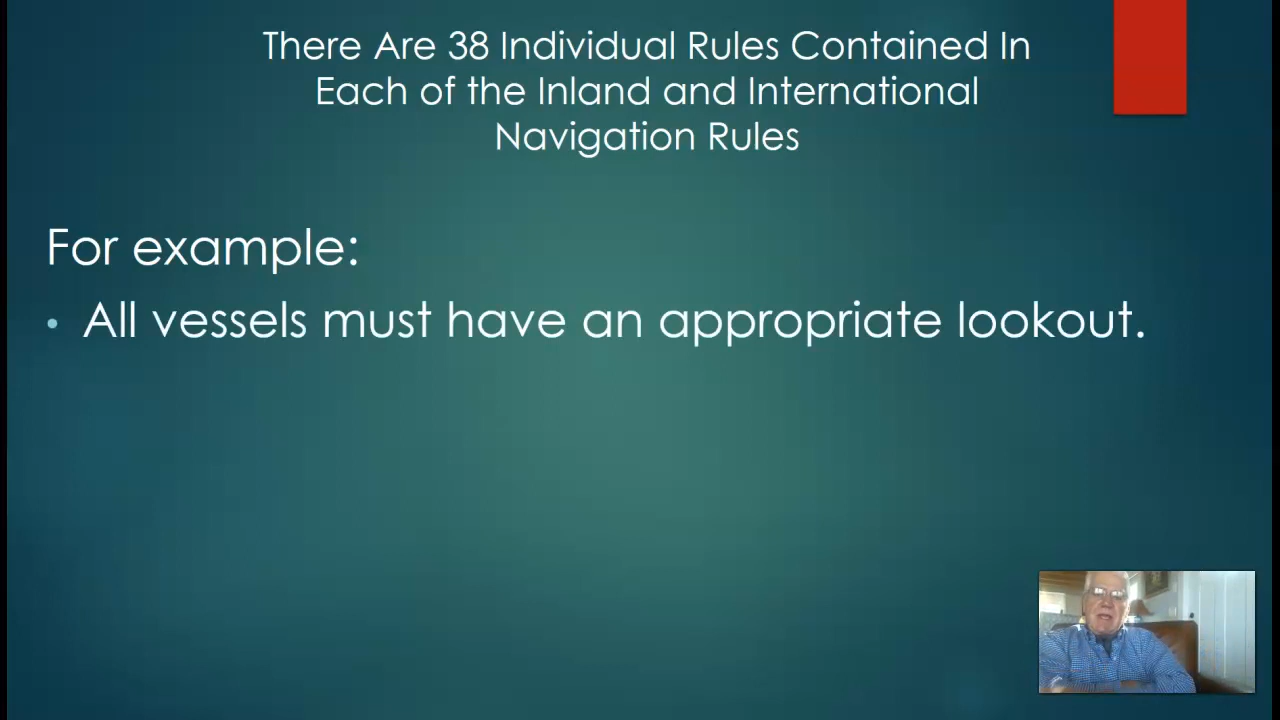 There Are 38 Individual Rules Contained In
Each of the Inland and International
Navigation Rules
For example:
• All vessels must have an appropriate lookout.